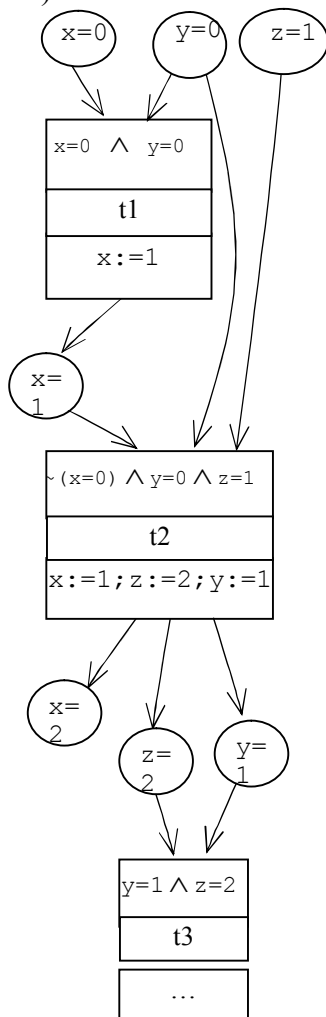 )
x=0 y=0 z=1
x=0 ∧ y=0
t1
x:=1
x=
1
~(x=0) ∧ y=0 ∧ z=1
t2
x:=1;z:=2;y:=1
x=
2
z=
2
y=
1
y=1 ∧ z=2
t3
...